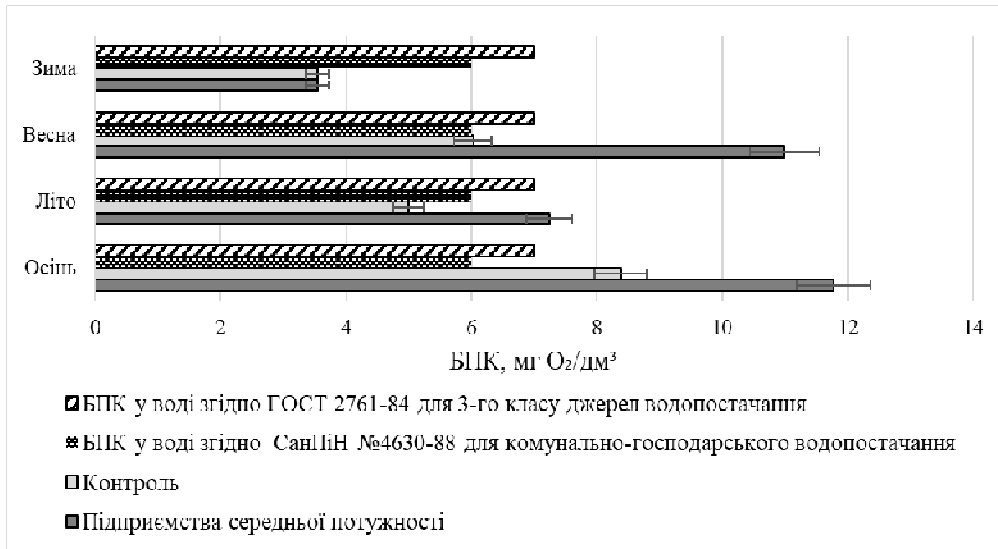 Зима
Весна
Літо
Осінь
0 2 4 6 8 10 12 14
БПК, мг О₂/дм³
БПК у воді згідно ГОСТ 2761-84 для 3-го класу джерел водопостачання
БПК у воді згідно СанПіН №4630-88 для комунально-господарського водопостачання
Контроль
Підприємства середньої потужності